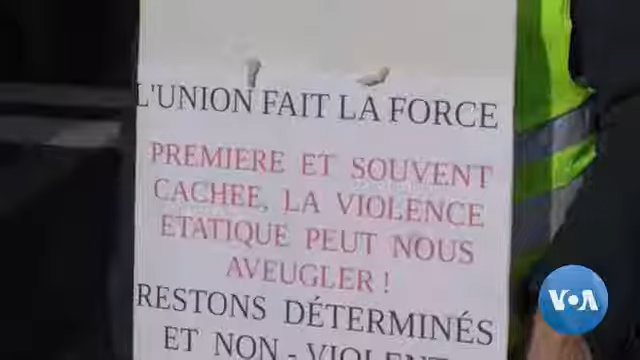 L'UNION FAIT LA FORCE
PREMIERE ET SOUVENT
CACHEE, LA VIOLENCE
ETATIQUE PEUT NOUS
AVEUGLER !
RESTONS DÉTERMINÉS
ET NON - VIOLENT
VOA